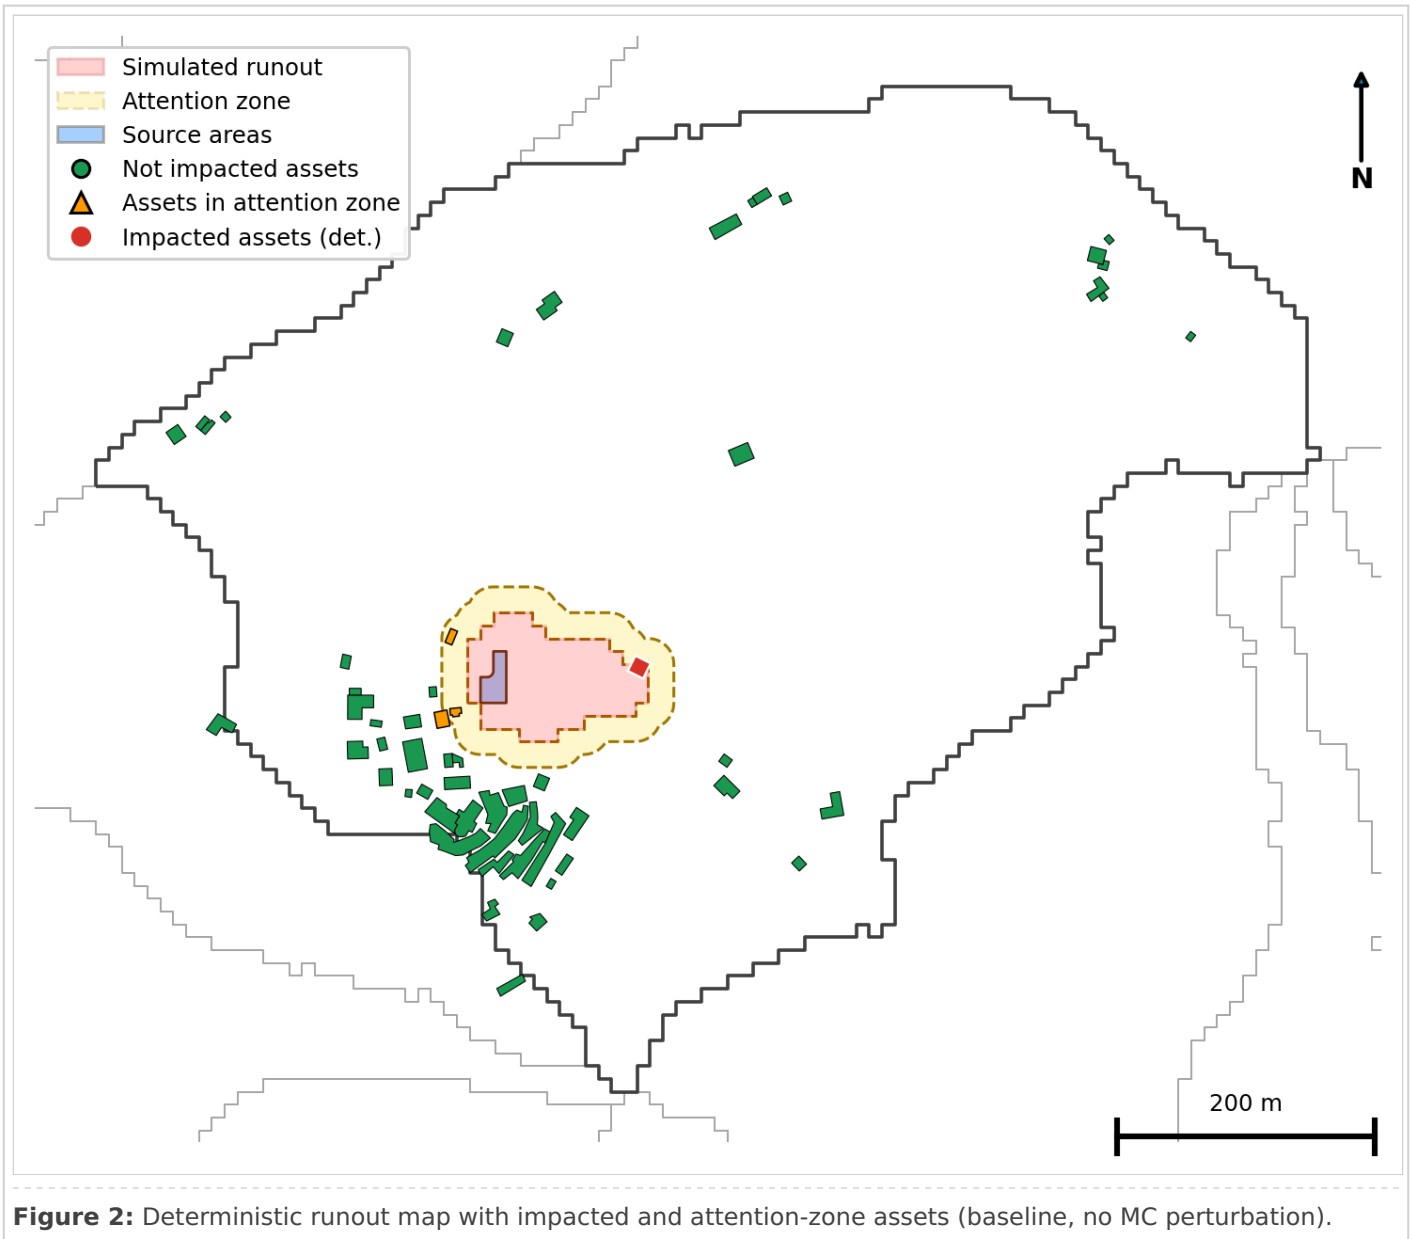 Simulated runout
Attention zone
Source areas
Not impacted assets
Assets in attention zone
Impacted assets (det.)
N
200 m
Figure 2: Deterministic runout map with impacted and attention-zone assets (baseline, no MC perturbation).